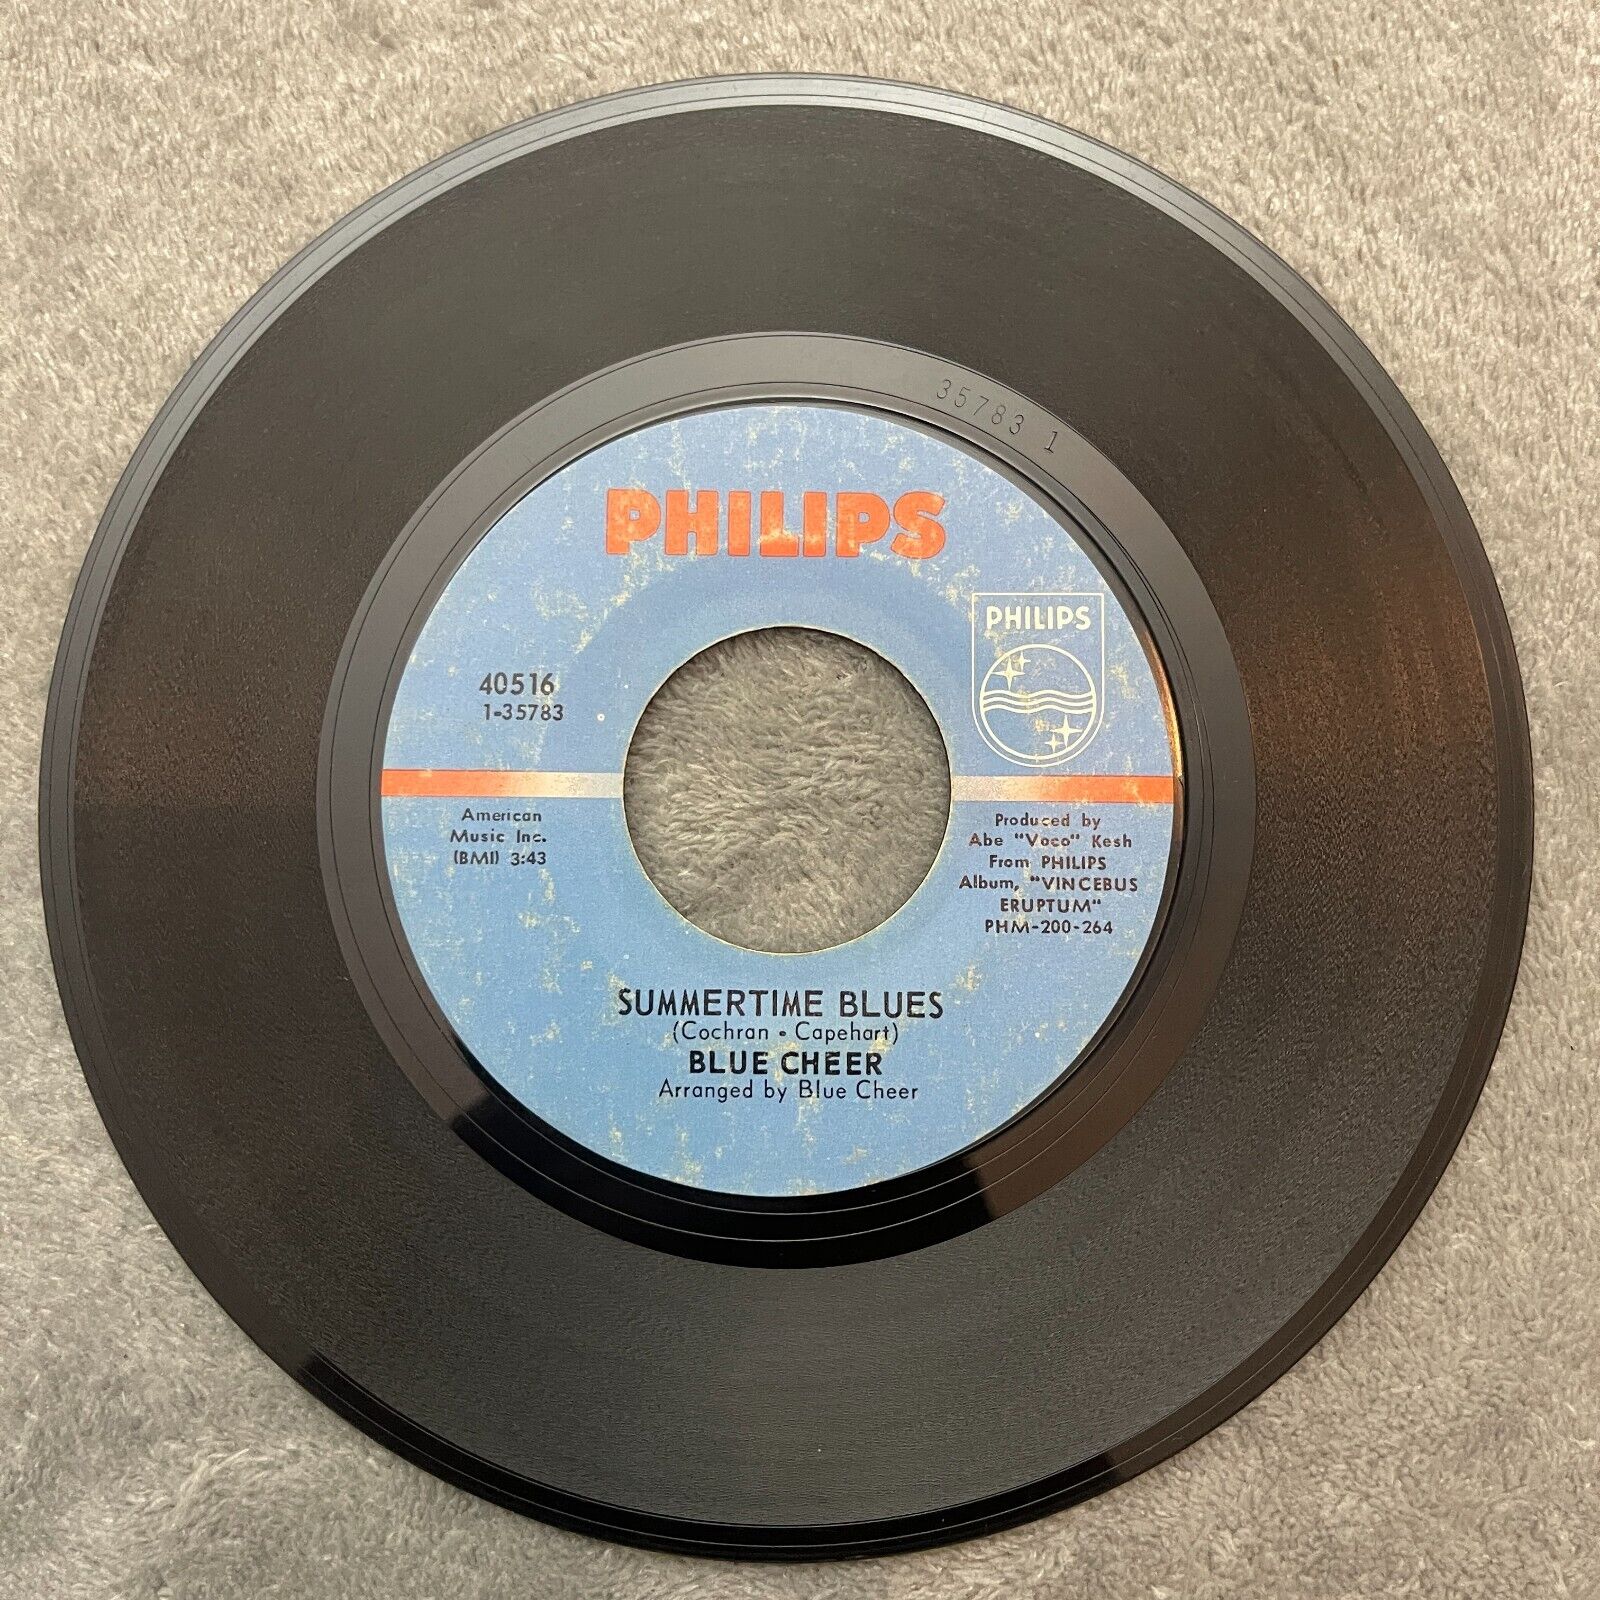 35783 1
PHILIPS
PHILIPS
40516
1-35783
American
Music Inc.
(BMI) 3:43
Produced by
Abe "Voco" Kesh
From PHILIPS
Album, "VINCEBUS
ERUPTUM"
PHM-200-264
SUMMERTIME BLUES
(Cochran • Capehart)
BLUE CHEER
Arranged by Blue Cheer